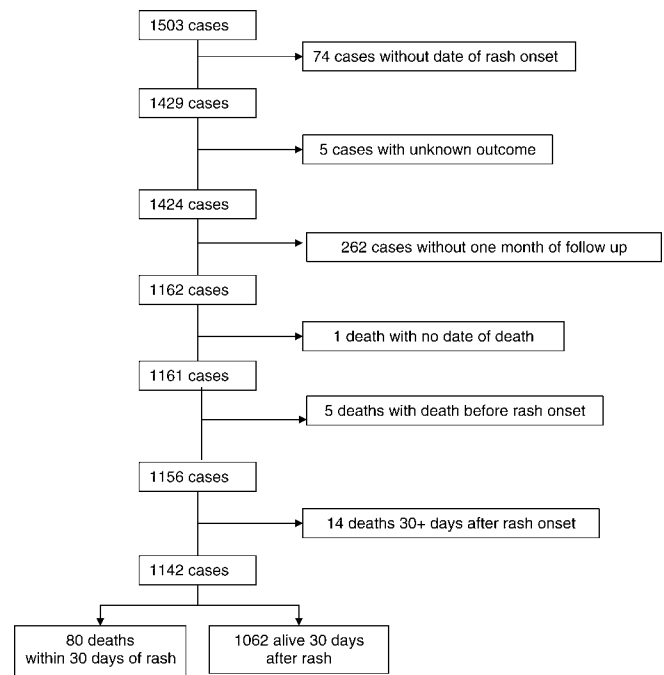 1503 cases
74 cases without date of rash onset
1429 cases
5 cases with unknown outcome
1424 cases
262 cases without one month of follow up
1162 cases
1 death with no date of death
1161 cases
5 deaths with death before rash onset
1156 cases
14 deaths 30+ days after rash onset
1142 cases
80 deaths
within 30 days of rash
1062 alive 30 days
after rash